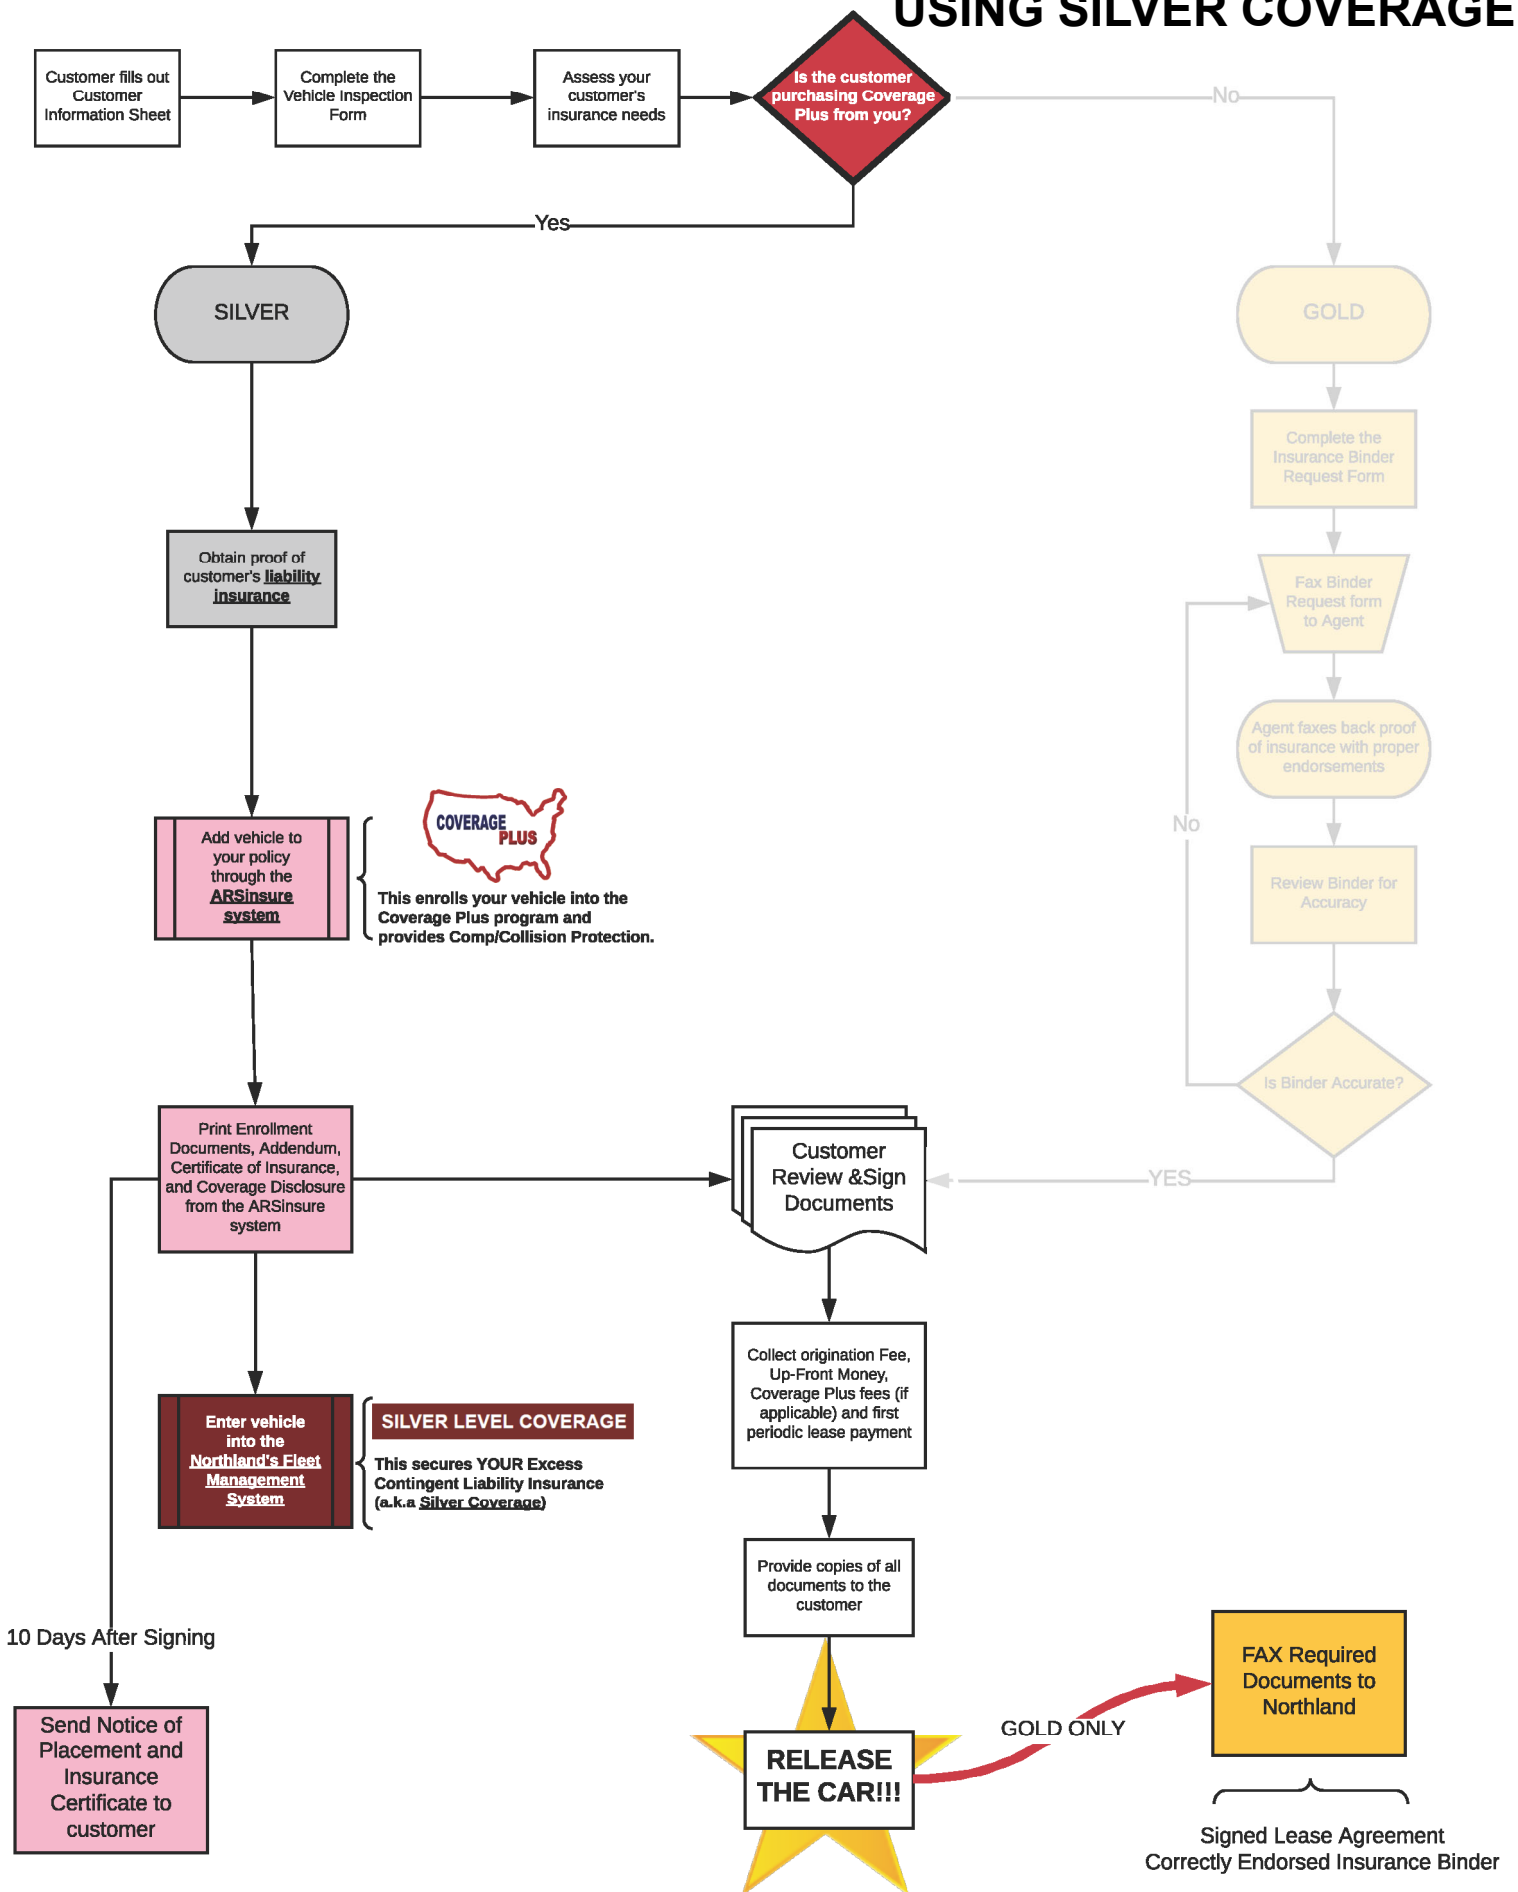 USING SILVER COVERAGE
Customer fills out
Customer
Information Sheet
Complete the
Vehicle Inspection
Form
Assess your
customer's
insurance needs
Is the customer
purchasing Coverage
Plus from you?
No
Yes
SILVER
GOLD
Complete the
Insurance Binder
Request Form
Obtain proof of
customer's liability
insurance
Fax Binder
Request form
to Agent
Agent faxes back proof
of insurance with proper
endorsements
No
Add vehicle to
your policy
through the
ARSinsure
system
COVERAGE
PLUS
This enrolls your vehicle into the
Coverage Plus program and
provides Comp/Collision Protection.
Review Binder for
Accuracy
Is Binder Accurate?
YES
Print Enrollment
Documents, Addendum,
Certificate of Insurance,
and Coverage Disclosure
from the ARSinsure
system
Customer
Review &Sign
Documents
Collect origination Fee,
Up-Front Money,
Coverage Plus fees (if
applicable) and first
periodic lease payment
Enter vehicle
into the
Northland's Fleet
Management
System
SILVER LEVEL COVERAGE
This secures YOUR Excess
Contingent Liability Insurance
(a.k.a Silver Coverage)
Provide copies of all
documents to the
customer
10 Days After Signing
Send Notice of
Placement and
Insurance
Certificate to
customer
RELEASE
THE CAR!!!
GOLD ONLY
FAX Required
Documents to
Northland
Signed Lease Agreement
Correctly Endorsed Insurance Binder